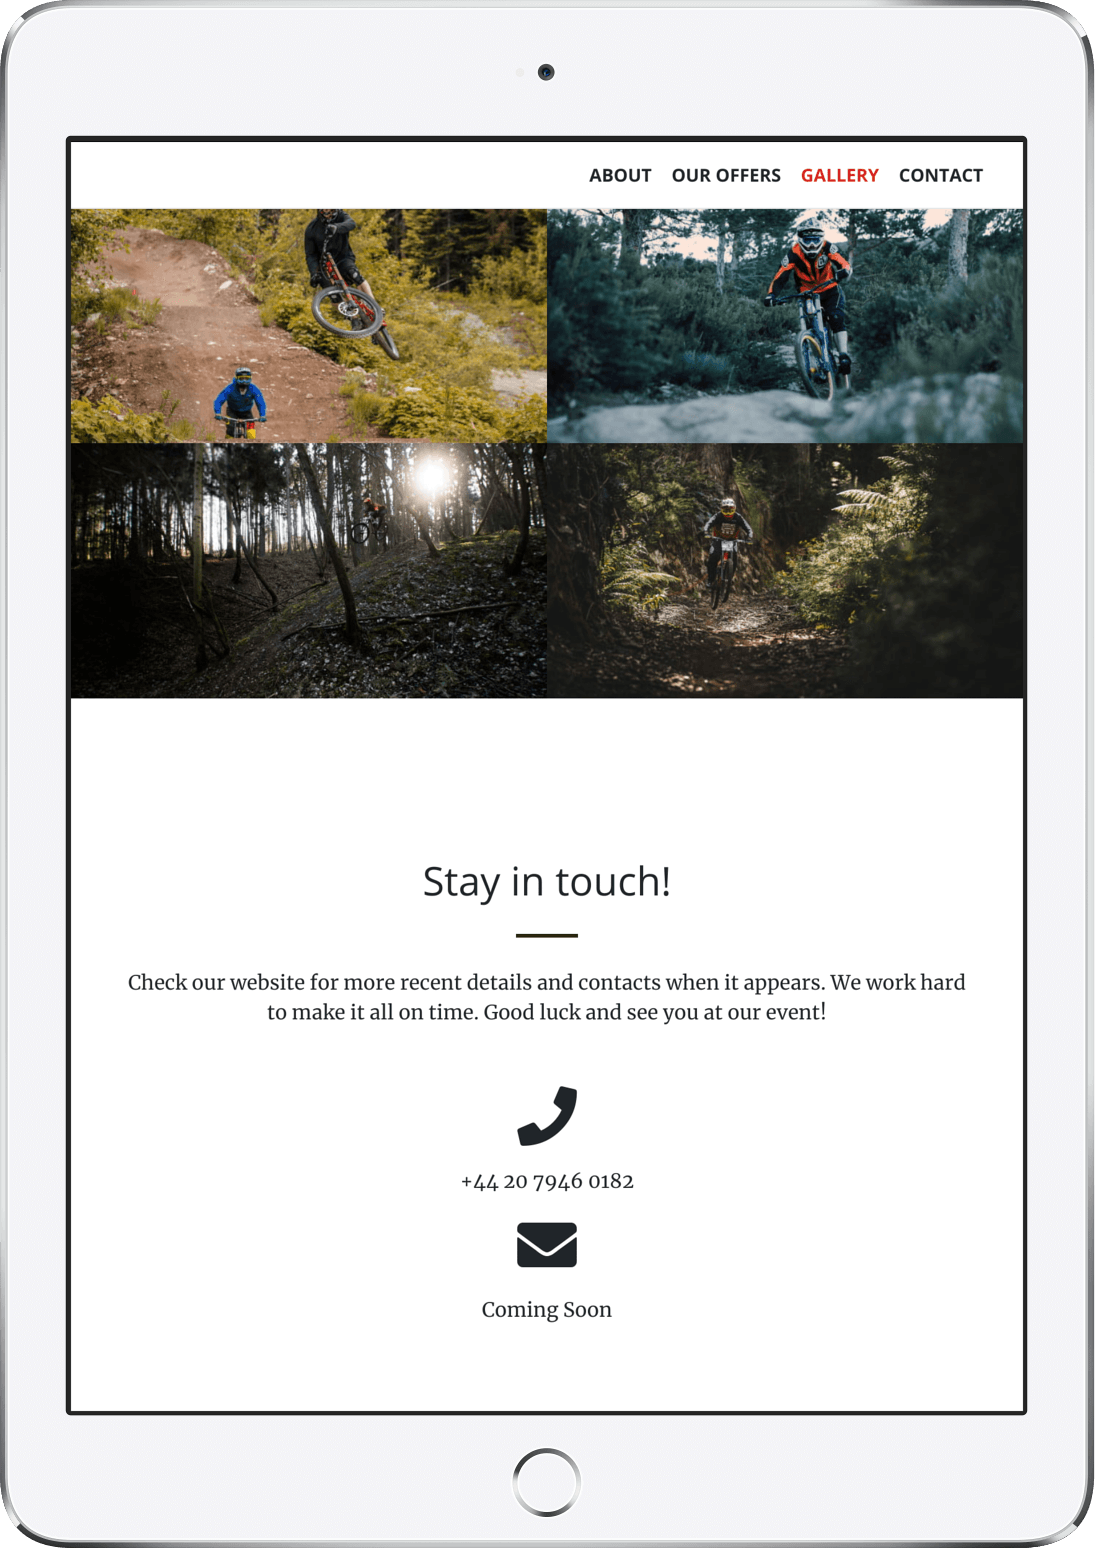 ABOUT OUR OFFERS GALLERY CONTACT
Stay in touch!
Check our website for more recent details and contacts when it appears. We work hard
to make it all on time. Good luck and see you at our event!
+44 20 7946 0182
Coming Soon